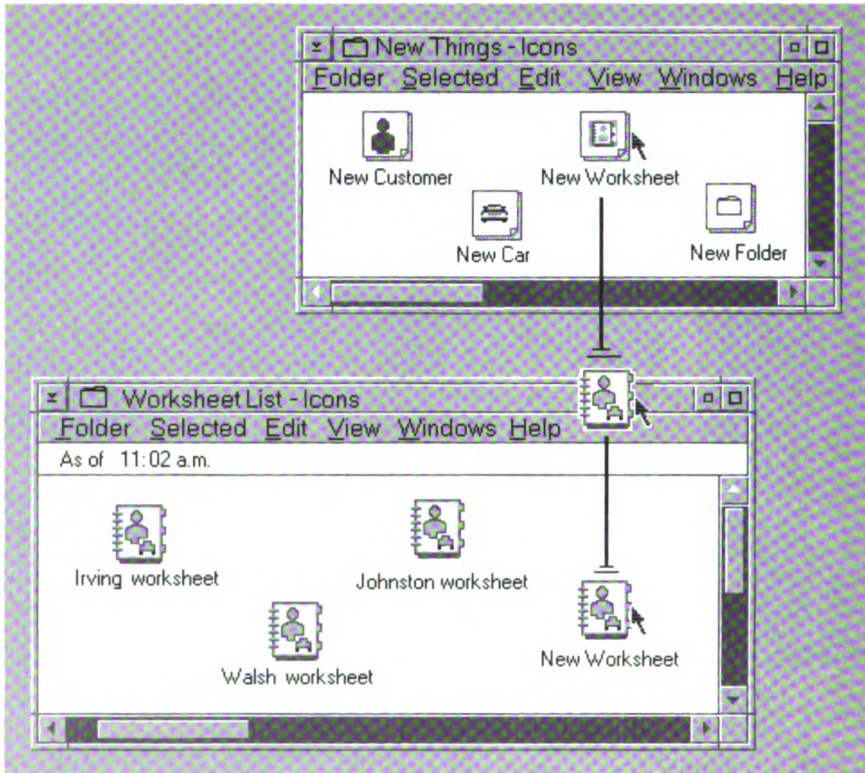 New Things - Icons
Folder Selected Edit View Windows Help
New Customer
New Worksheet
New Car
New Folder
Worksheet List - Icons
Folder Selected Edit View Windows Help
As of 11:02 a.m.
Irving worksheet
Johnston worksheet
Walsh worksheet
New Worksheet